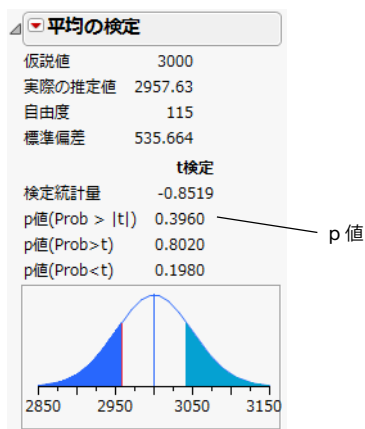 平均の検定
仮説値 3000
実際の推定値 2957.63
自由度 115
標準偏差 535.664
t検定
検定統計量 -0.8519
p値(Prob > |t|) 0.3960
p値(Prob>t) 0.8020
p値(Prob<t) 0.1980
p 値
2850 2950 3050 3150